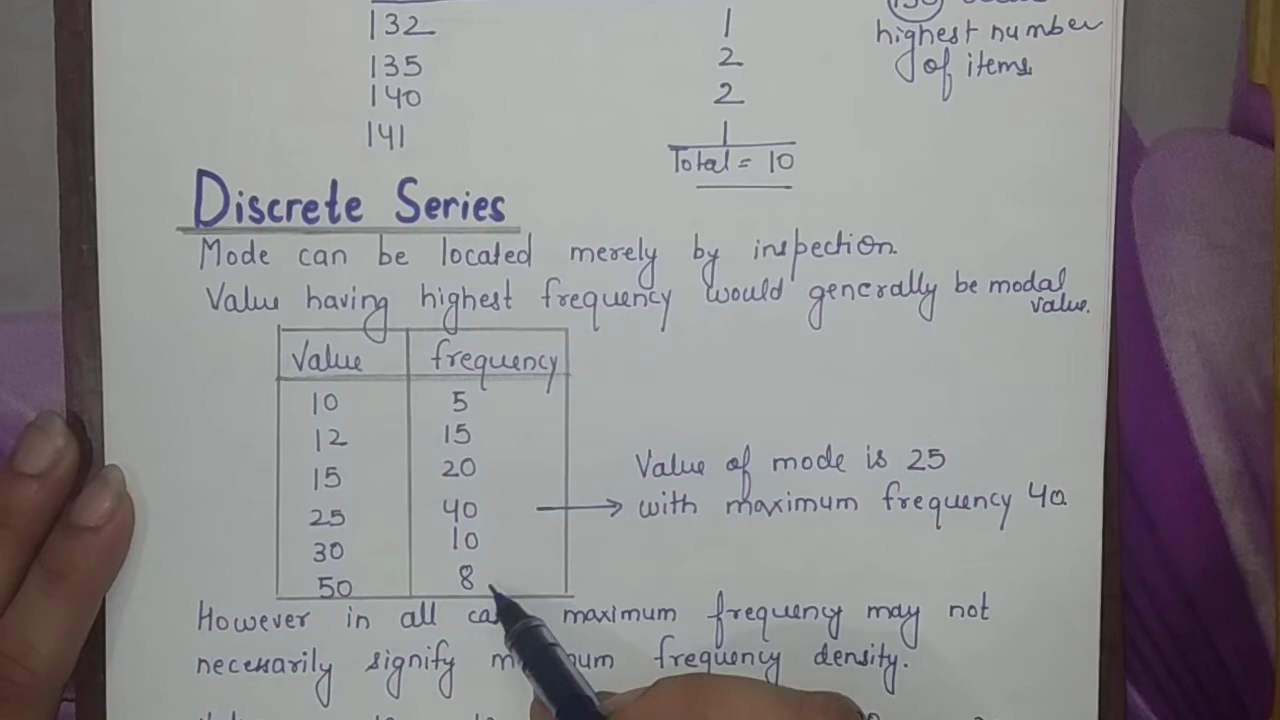 132 1 highest number
135 2 of items
140 2
141 1
Total = 10
Discrete Series
Mode can be located merely by inspection.
Value having highest frequency would generally be modal value.
Value frequency
10 5
12 15
15 20
25 40
30 10
50 8
Value of mode is 25
with maximum frequency 40
However in all maximum frequency may not
necessarily signify frequency density.